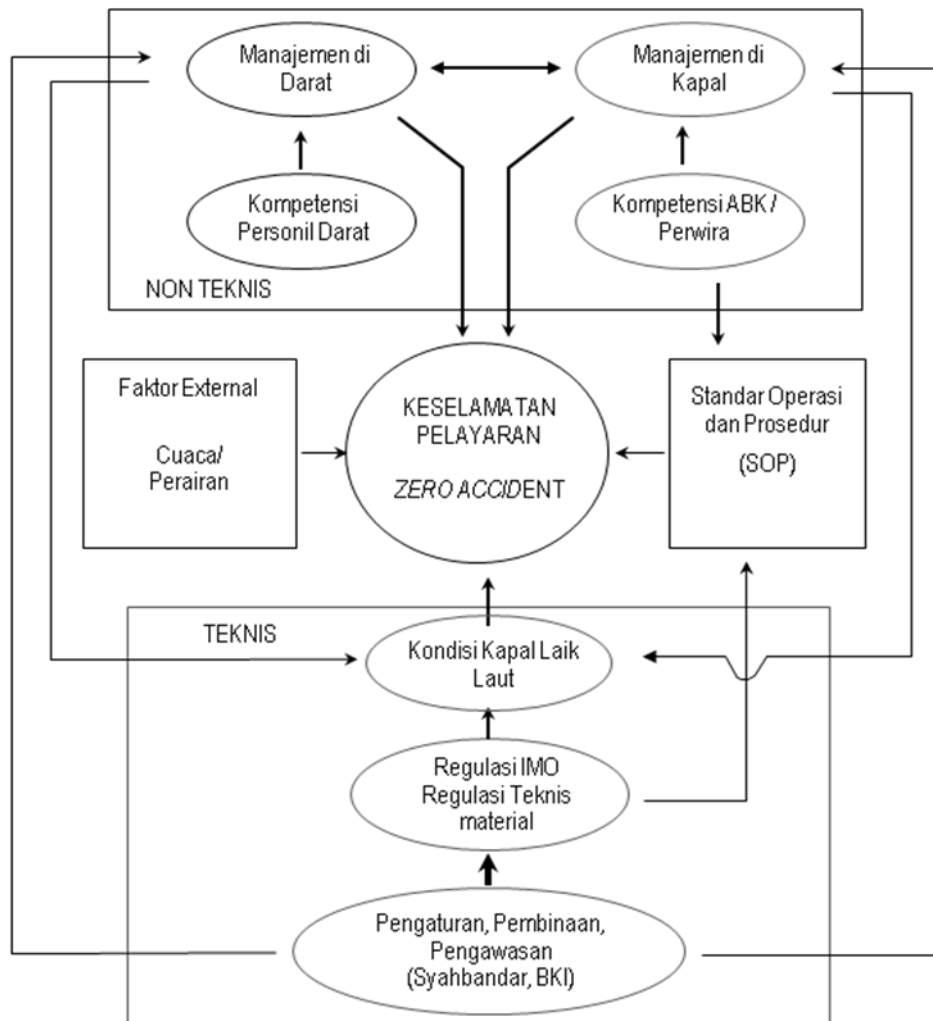 Manajemen di
Darat
Manajemen di
Kapal
Kompetensi
Personil Darat
Kompetensi ABK /
Perwira
NON TEKNIS
Faktor External
Cuaca/
Perairan
KESELAMATAN
PELAYARAN
ZERO ACCIDENT
Standar Operasi
dan Prosedur
(SOP)
TEKNIS
Kondisi Kapal Laik
Laut
Regulasi IMO
Regulasi Teknis
material
Pengaturan, Pembinaan,
Pengawasan
(Syahbandar, BKI)